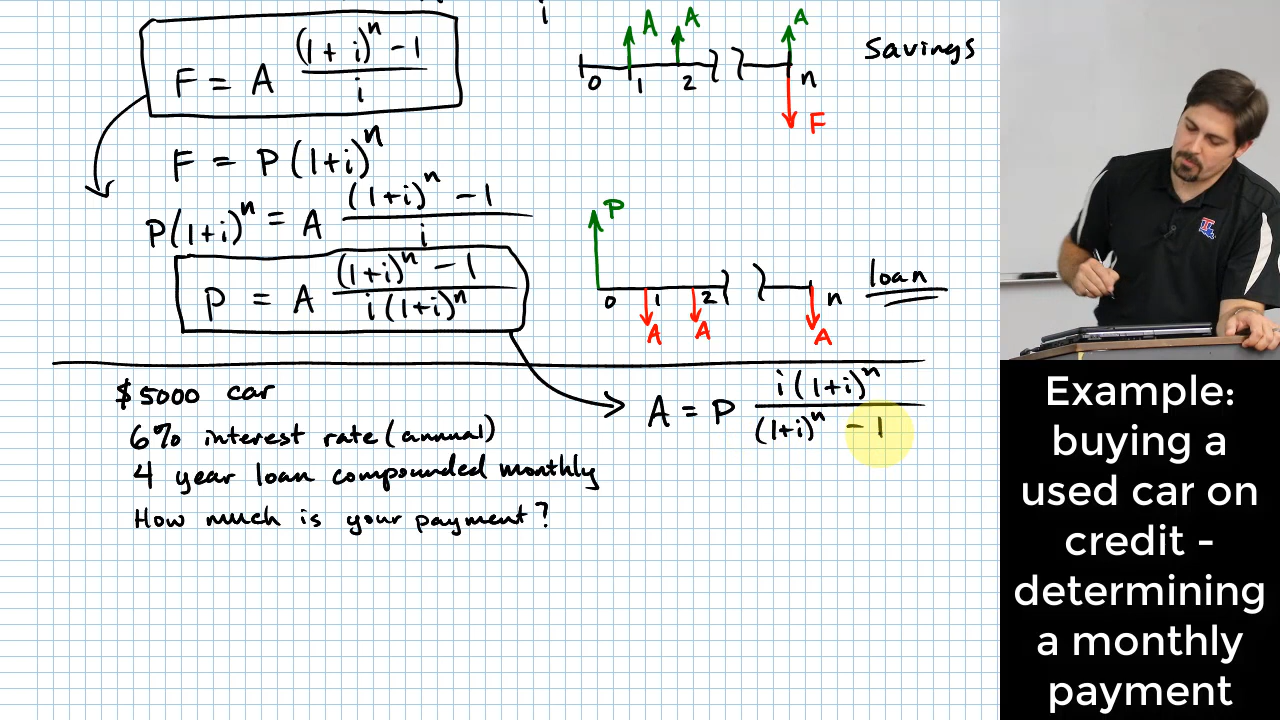 i
F = A ((1 + i)^n - 1) / i
A A A
0 1 2 n
F
Savings
F = P(1+i)^n
P(1+i)^n = A ((1+i)^n - 1) / i
P = A ((1+i)^n - 1) / (i(1+i)^n)
P
0 1 2 n
A A A
loan
$5000 car
6% interest rate (annual)
4 year loan compounded monthly
How much is your payment?
A = P (i(1+i)^n) / ((1+i)^n - 1)
Example:
buying a
used car on
credit -
determining
a monthly
payment